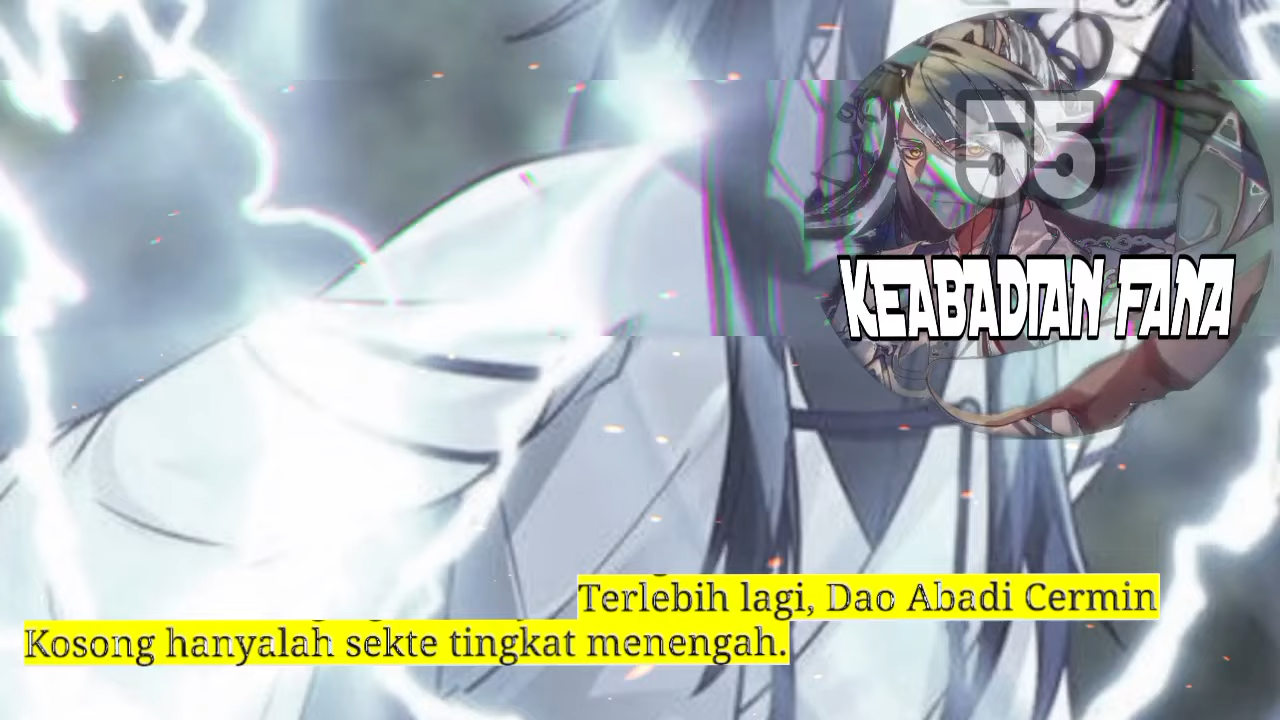 55
KEABADIAN FANA
Terlebih lagi, Dao Abadi Cermin
Kosong hanyalah sekte tingkat menengah.